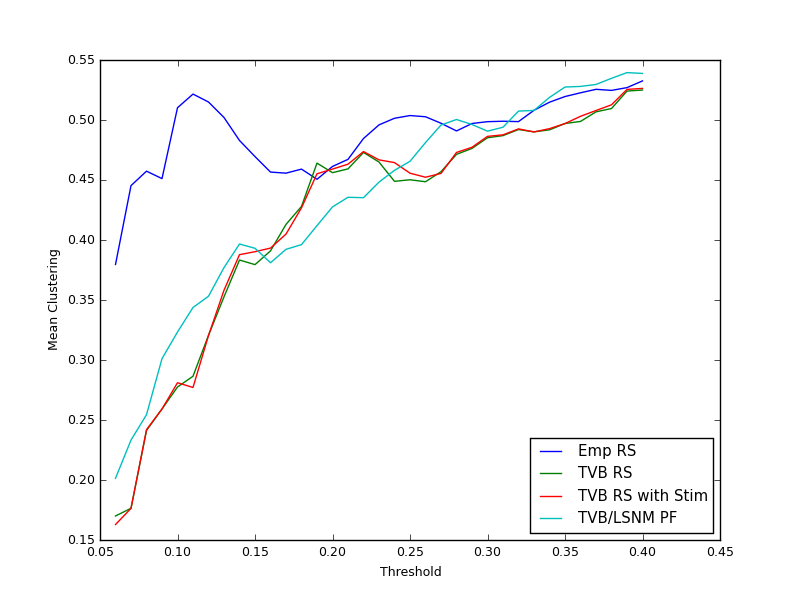 0.55
0.50
0.45
0.40
0.35
0.30
0.25
0.20
0.15
Mean Clustering
0.05 0.10 0.15 0.20 0.25 0.30 0.35 0.40 0.45
Threshold
Emp RS
TVB RS
TVB RS with Stim
TVB/LSNM PF